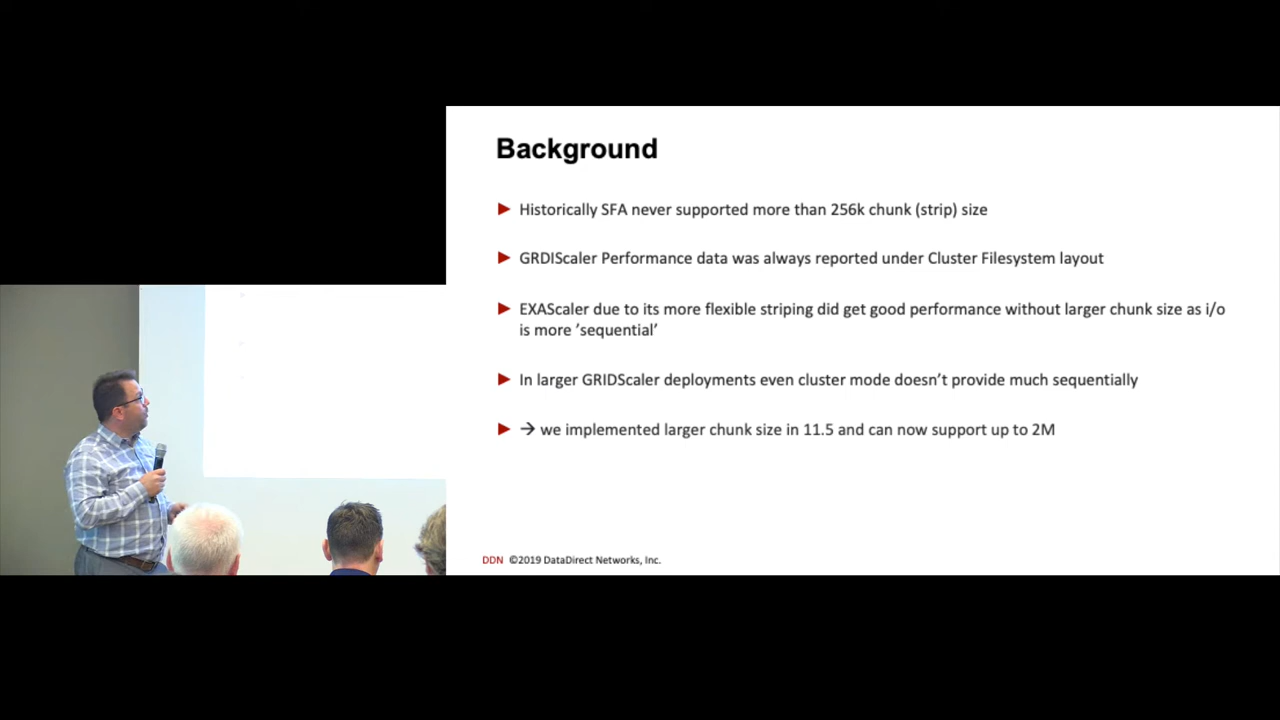 Background
► Historically SFA never supported more than 256k chunk (strip) size
► GRDIScaler Performance data was always reported under Cluster Filesystem layout
► EXAScaler due to its more flexible striping did get good performance without larger chunk size as i/o
is more ’sequential’
► In larger GRIDScaler deployments even cluster mode doesn’t provide much sequentially
► → we implemented larger chunk size in 11.5 and can now support up to 2M
DDN ©2019 DataDirect Networks, Inc.